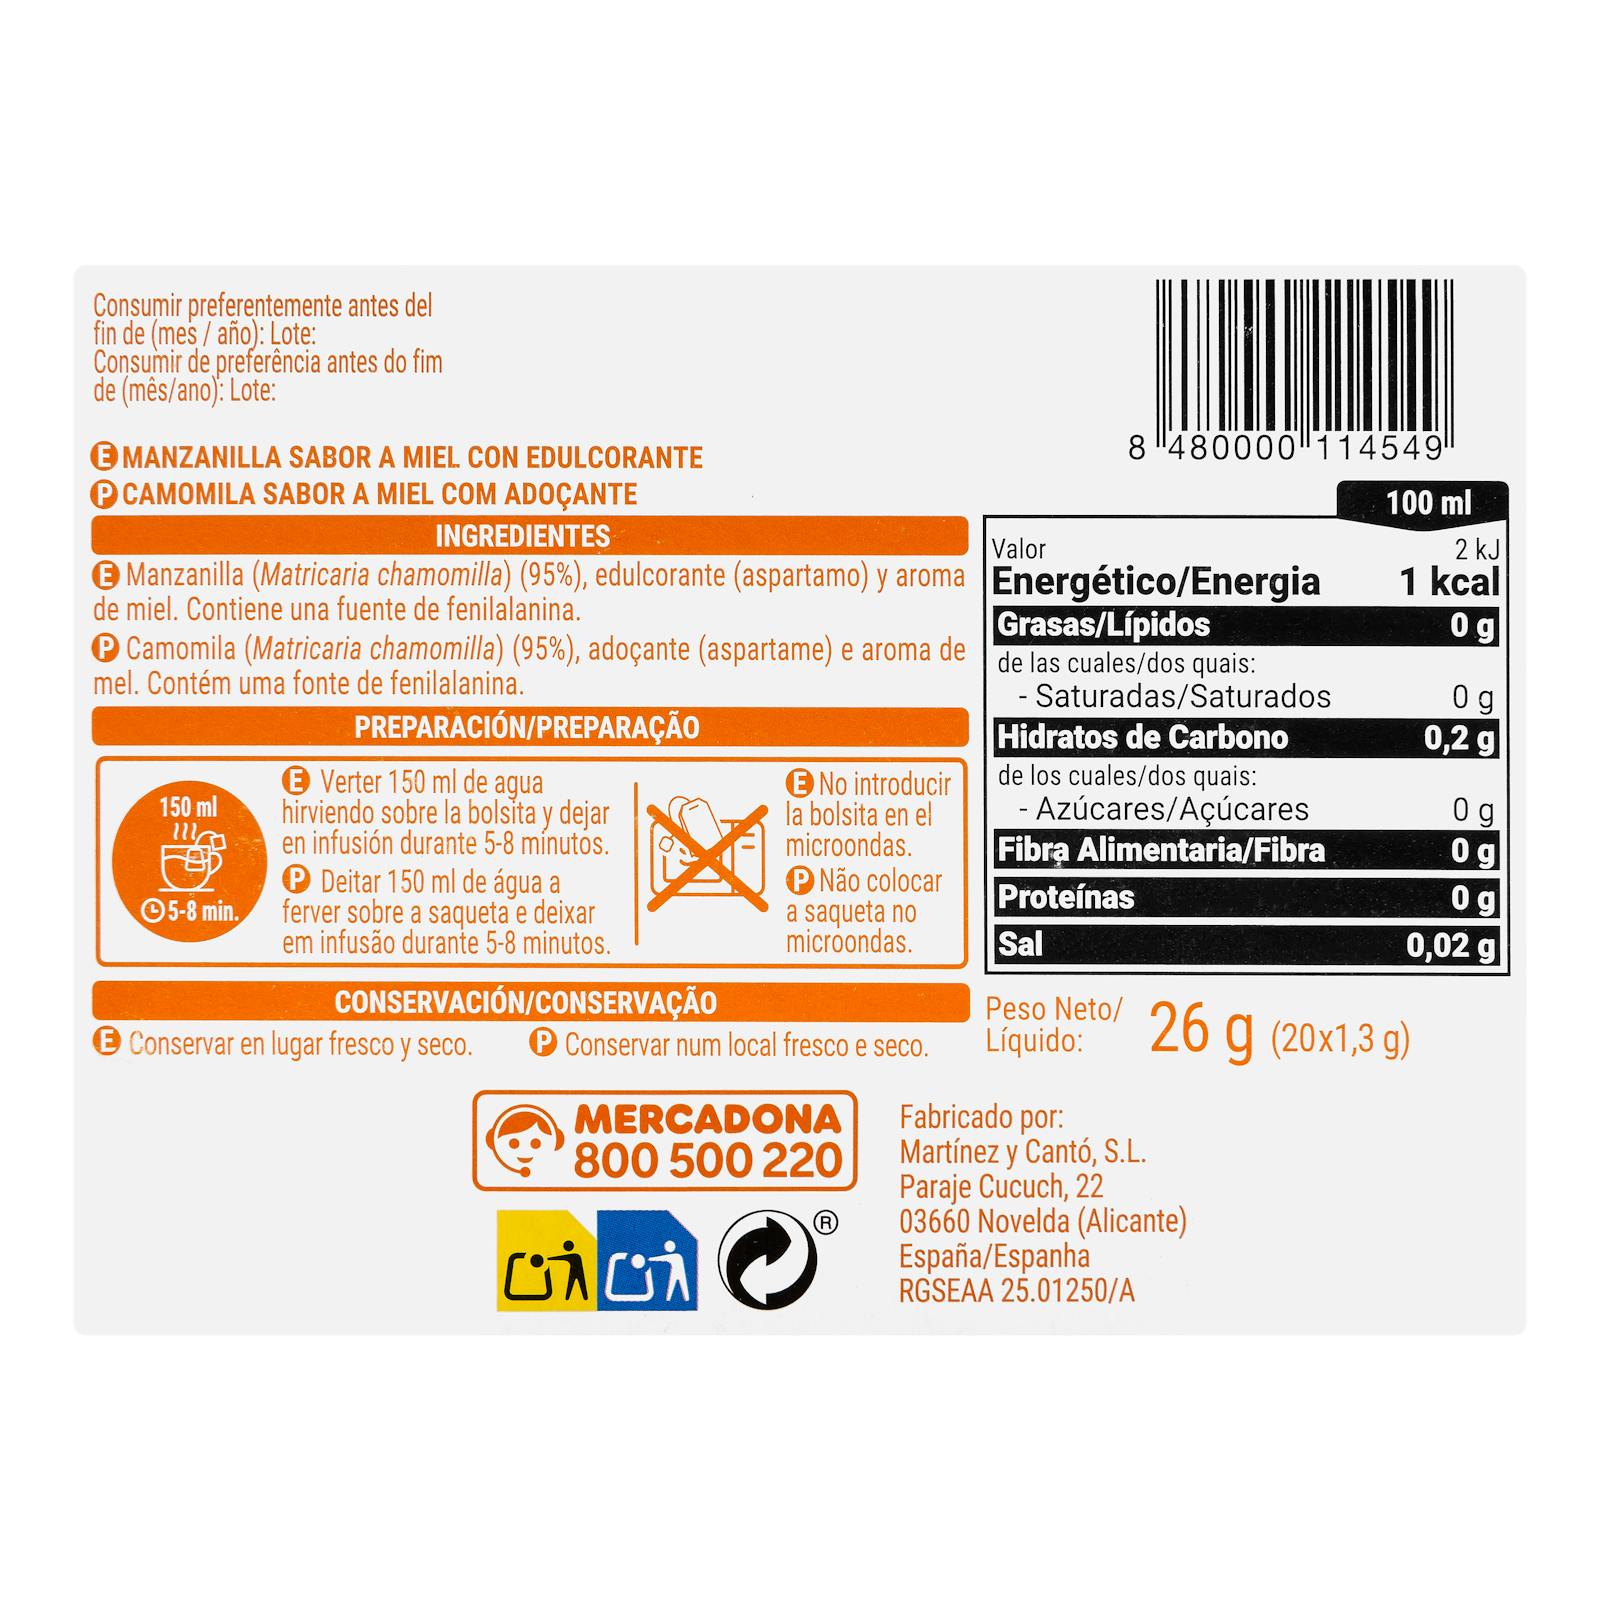 Consumir preferentemente antes del
fin de (mes / año): Lote:
Consumir de preferência antes do fim
de (mês/ano): Lote:
8 480000 114549
E MANZANILLA SABOR A MIEL CON EDULCORANTE
P CAMOMILA SABOR A MIEL COM ADOÇANTE
INGREDIENTES
E Manzanilla (Matricaria chamomilla) (95%), edulcorante (aspartamo) y aroma
de miel. Contiene una fuente de fenilalanina.
P Camomila (Matricaria chamomilla) (95%), adoçante (aspartame) e aroma de
mel. Contém uma fonte de fenilalanina.
PREPARACIÓN/PREPARAÇÃO
150 ml
5-8 min.
E Verter 150 ml de agua
hirviendo sobre la bolsita y dejar
en infusión durante 5-8 minutos.
P Deitar 150 ml de água a
ferver sobre a saqueta e deixar
em infusão durante 5-8 minutos.
E No introducir
la bolsita en el
microondas.
P Não colocar
a saqueta no
microondas.
CONSERVACIÓN/CONSERVAÇÃO
E Conservar en lugar fresco y seco.
P Conservar num local fresco e seco.
100 ml
Valor 2 kJ
Energético/Energia 1 kcal
Grasas/Lípidos 0 g
de las cuales/dos quais:
- Saturadas/Saturados 0 g
Hidratos de Carbono 0,2 g
de los cuales/dos quais:
- Azúcares/Açúcares 0 g
Fibra Alimentaria/Fibra 0 g
Proteínas 0 g
Sal 0,02 g
Peso Neto/
Líquido: 26 g (20x1,3 g)
MERCADONA
800 500 220
®
Fabricado por:
Martínez y Cantó, S.L.
Paraje Cucuch, 22
03660 Novelda (Alicante)
España/Espanha
RGSEAA 25.01250/A